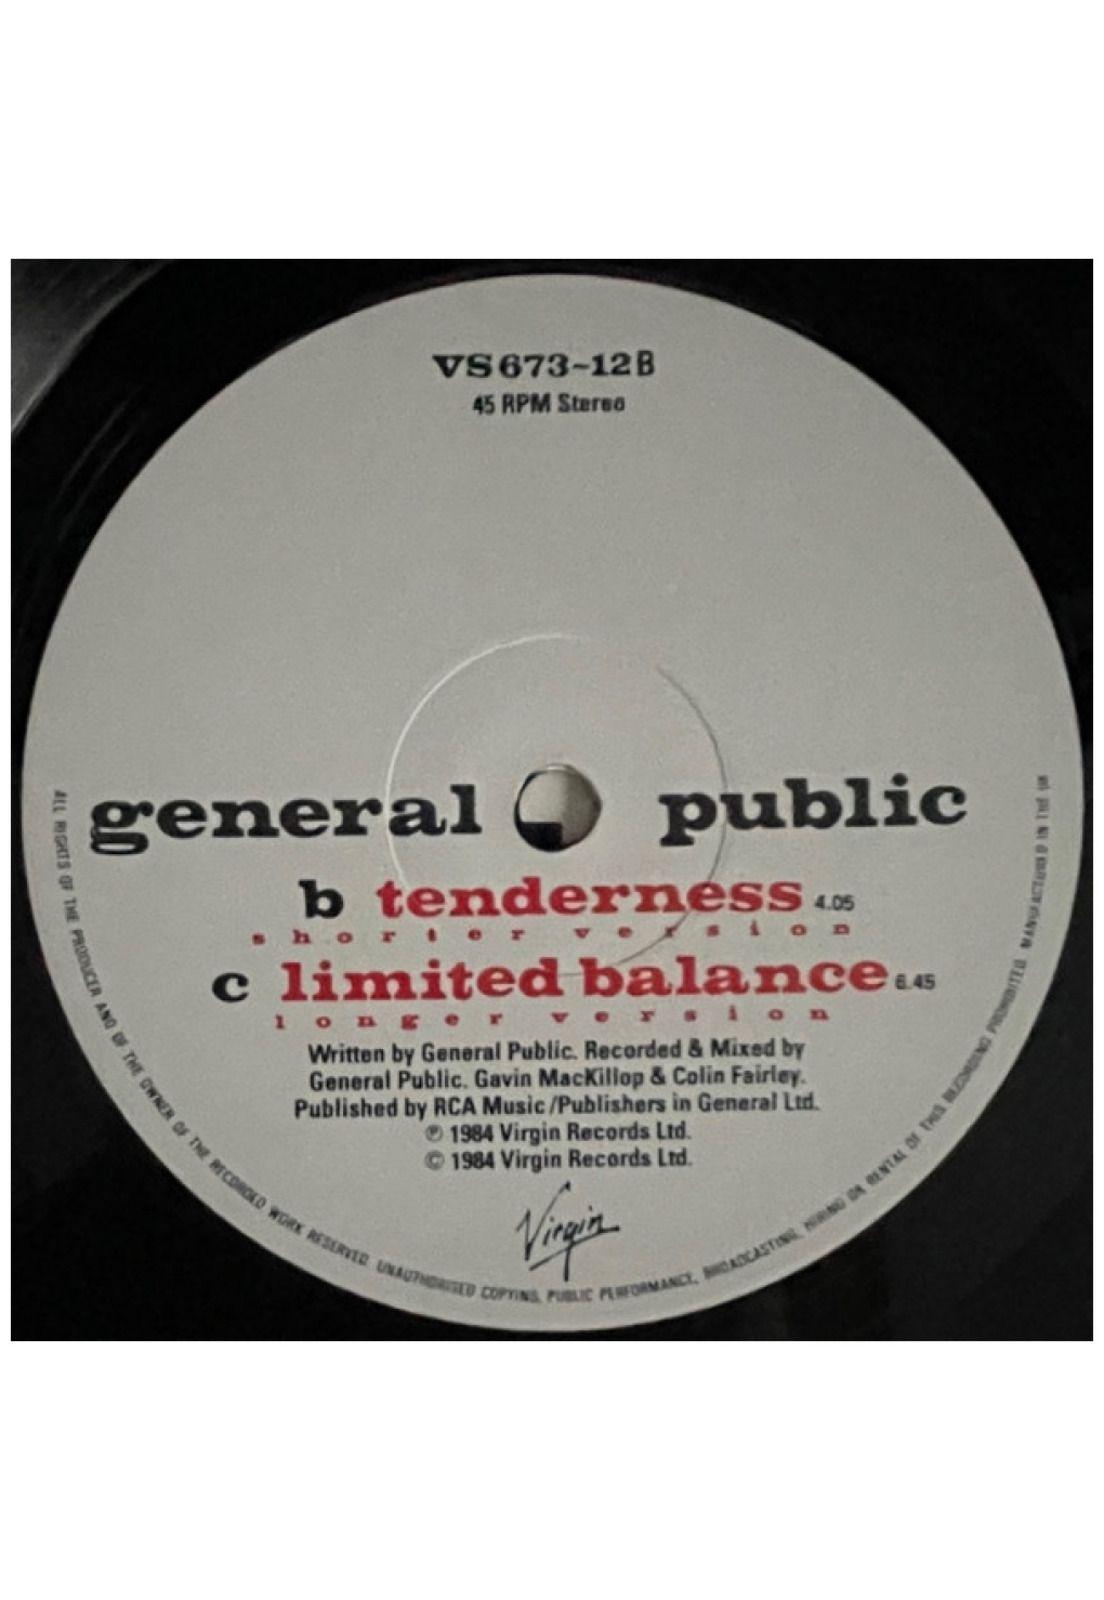 VS673-12B
45 RPM Stereo
general public
b tenderness 4.05
shorter version
c limited balance 6.45
longer version
Written by General Public. Recorded & Mixed by
General Public. Gavin MacKillop & Colin Fairley.
Published by RCA Music/Publishers in General Ltd.
℗ 1984 Virgin Records Ltd.
© 1984 Virgin Records Ltd.
Virgin
ALL RIGHTS OF THE PRODUCER AND OF THE OWNER OF THE RECORDED WORK RESERVED. UNAUTHORISED COPYING, PUBLIC PERFORMANCE, BROADCASTING, HIRING OR RENTAL OF THIS RECORDING PROHIBITED. MANUFACTURED IN THE UK